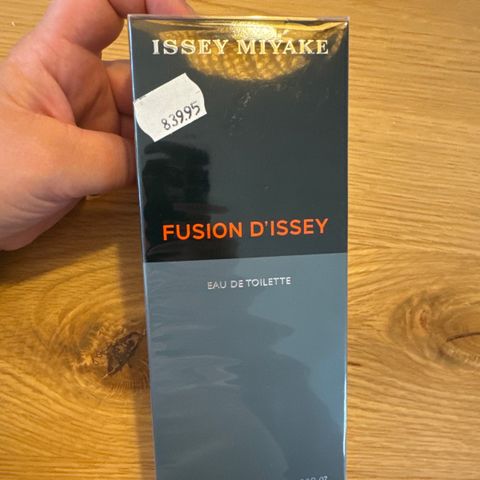 ISSEY MIYAKE
839.95
FUSION D'ISSEY
EAU DE TOILETTE